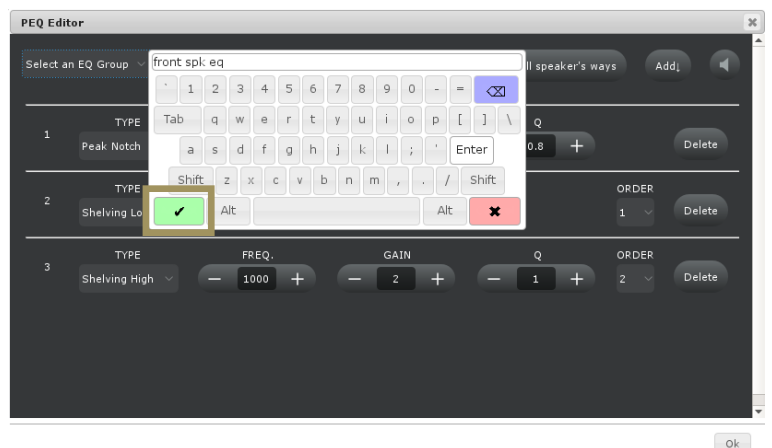 PEQ Editor
Select an EQ Group
front spk eq
ll speaker's ways
Add↓
` 1 2 3 4 5 6 7 8 9 0 - =
Tab q w e r t y u i o p [ ] \
a s d f g h j k l ; ' Enter
Shift z x c v b n m , . / Shift
Alt Alt
TYPE Q
1 Peak Notch 0.8 + Delete
TYPE ORDER
2 Shelving Lo 1 Delete
TYPE FREQ. GAIN Q ORDER
3 Shelving High − 1000 + − 2 + − 1 + 2 Delete
Ok